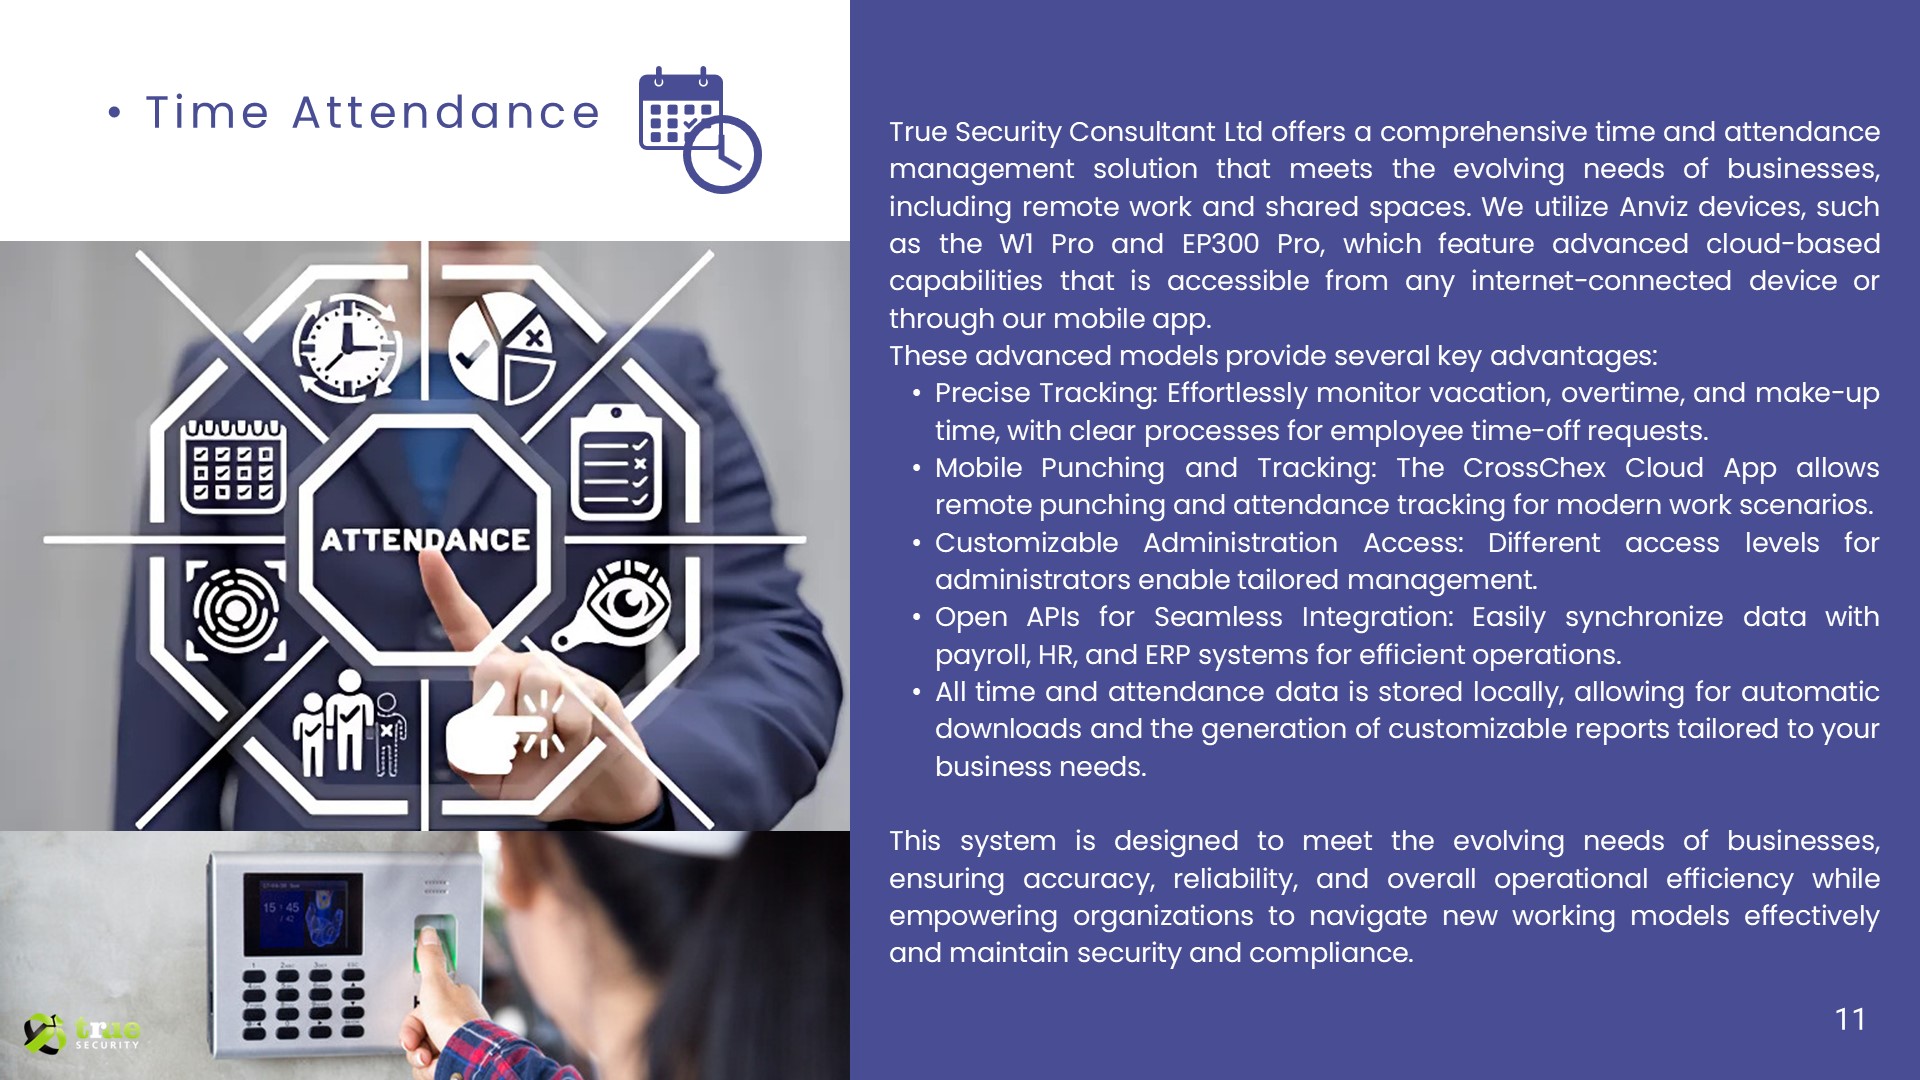 • Time Attendance
ATTENDANCE
15:45
true
SECURITY
True Security Consultant Ltd offers a comprehensive time and attendance
management solution that meets the evolving needs of businesses,
including remote work and shared spaces. We utilize Anviz devices, such
as the W1 Pro and EP300 Pro, which feature advanced cloud-based
capabilities that is accessible from any internet-connected device or
through our mobile app.
These advanced models provide several key advantages:
• Precise Tracking: Effortlessly monitor vacation, overtime, and make-up
time, with clear processes for employee time-off requests.
• Mobile Punching and Tracking: The CrossChex Cloud App allows
remote punching and attendance tracking for modern work scenarios.
• Customizable Administration Access: Different access levels for
administrators enable tailored management.
• Open APIs for Seamless Integration: Easily synchronize data with
payroll, HR, and ERP systems for efficient operations.
• All time and attendance data is stored locally, allowing for automatic
downloads and the generation of customizable reports tailored to your
business needs.
This system is designed to meet the evolving needs of businesses,
ensuring accuracy, reliability, and overall operational efficiency while
empowering organizations to navigate new working models effectively
and maintain security and compliance.
11